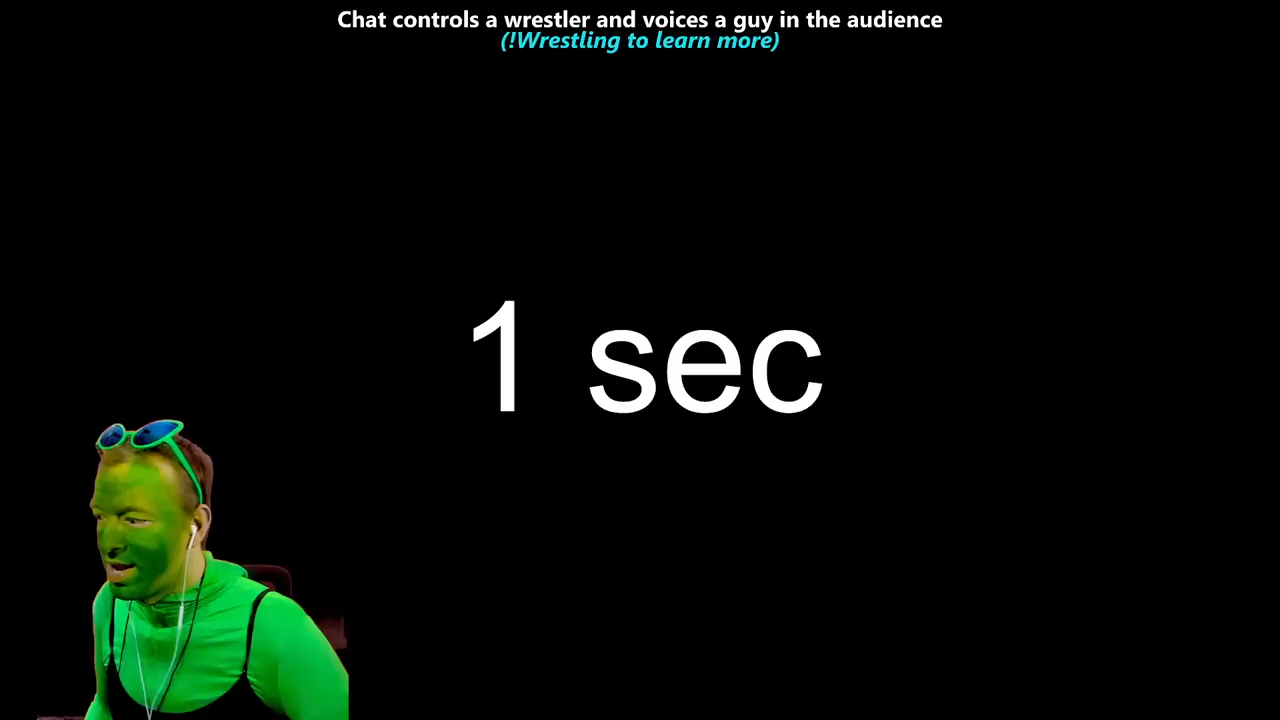 Chat controls a wrestler and voices a guy in the audience
(!Wrestling to learn more)
1 sec